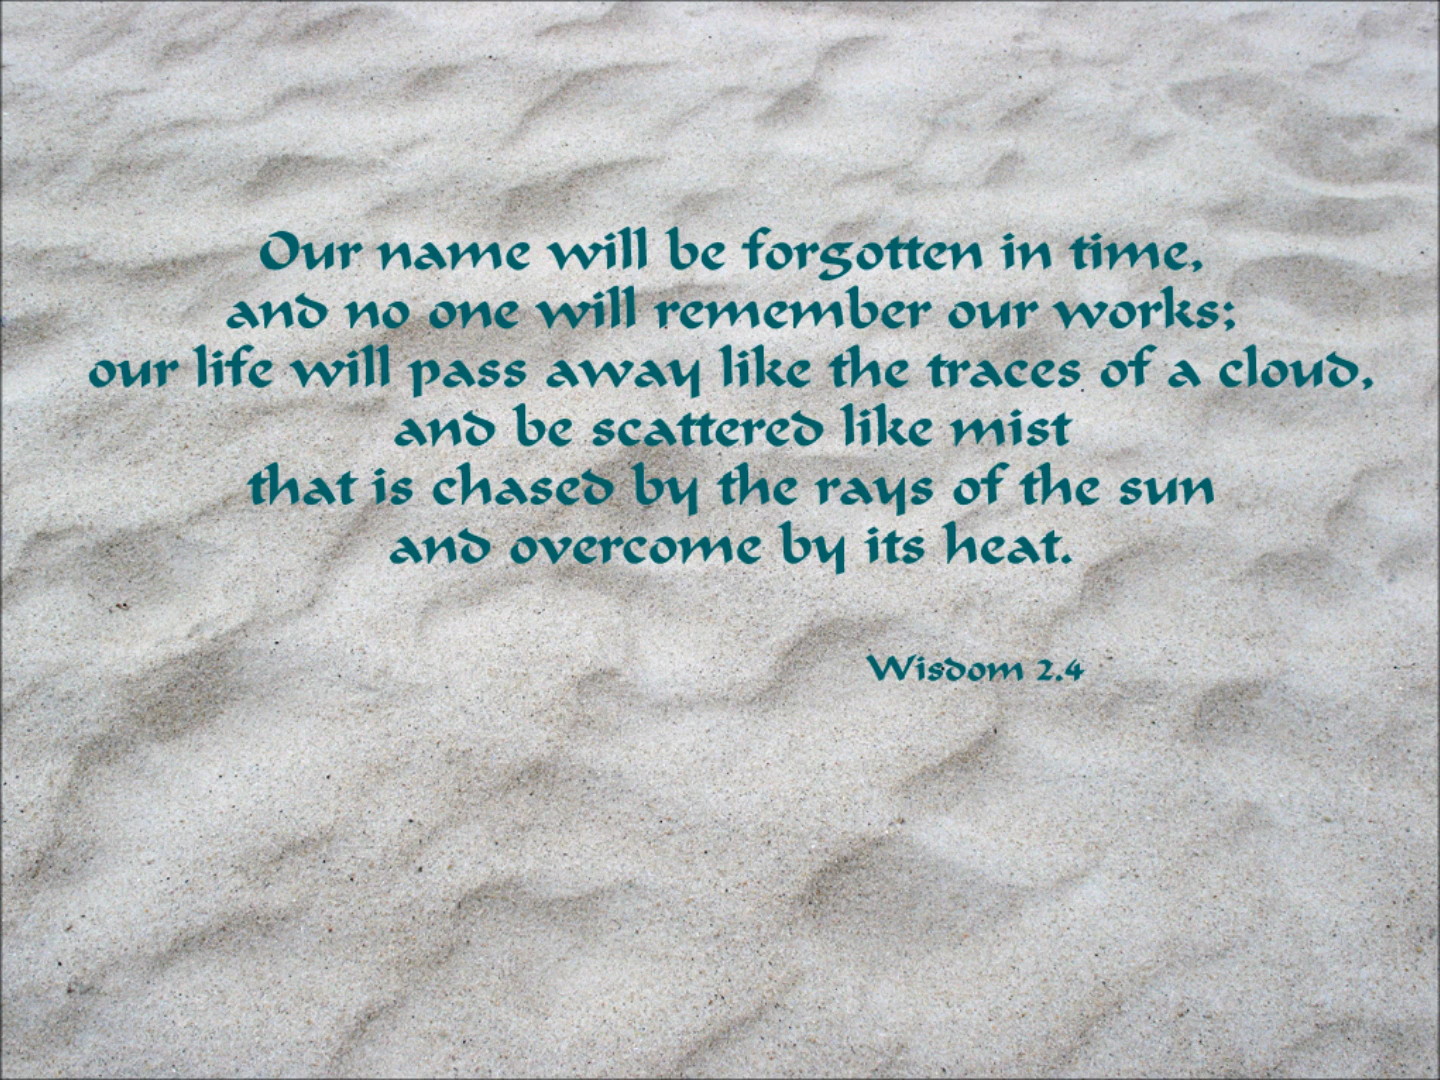 Our name will be forgotten in time,
and no one will remember our works;
our life will pass away like the traces of a cloud,
and be scattered like mist
that is chased by the rays of the sun
and overcome by its heat.
Wisdom 2.4